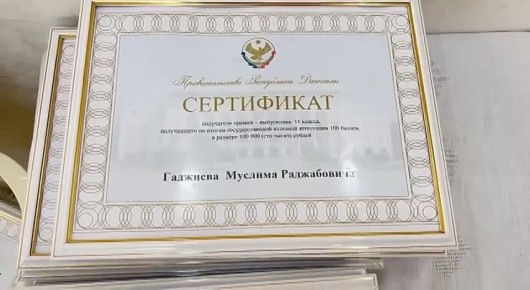 Правительство Республики Дагестан
СЕРТИФИКАТ
получателя премии – выпускника 11 класса,
получившего по итогам государственной итоговой аттестации 100 баллов,
в размере 100 000 (сто тысяч) рублей
Гаджиева Муслима Раджабовича